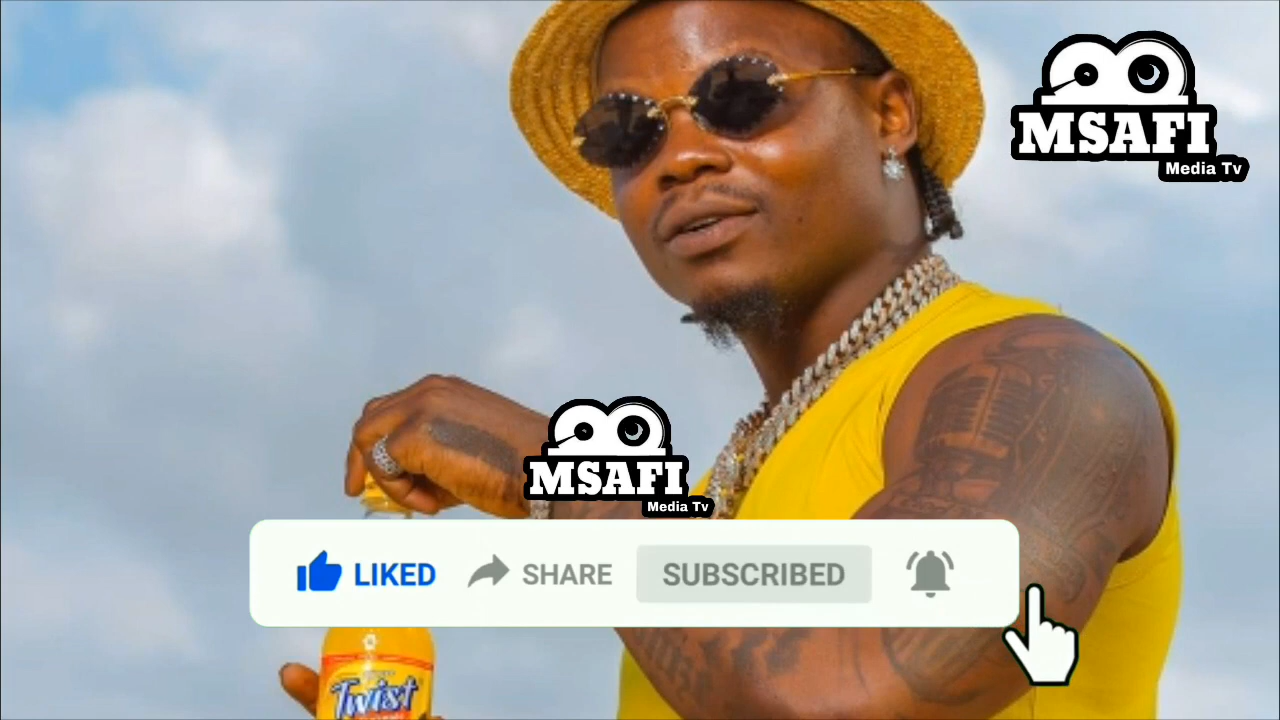 MSAFI
Media Tv
MSAFI
Media Tv
LIKED
SHARE
SUBSCRIBED
Twist